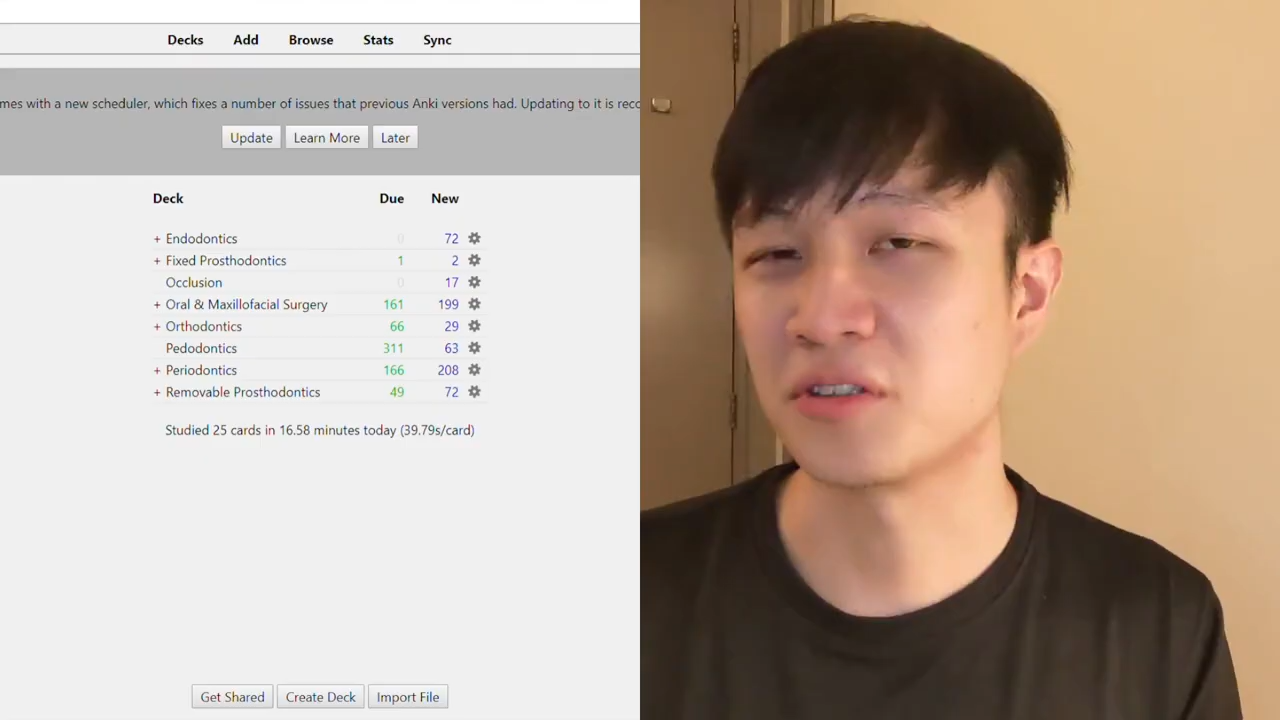 Decks Add Browse Stats Sync
mes with a new scheduler, which fixes a number of issues that previous Anki versions had. Updating to it is reco
Update Learn More Later
Deck Due New
+ Endodontics 0 72
+ Fixed Prosthodontics 1 2
Occlusion 0 17
+ Oral & Maxillofacial Surgery 161 199
+ Orthodontics 66 29
Pedodontics 311 63
+ Periodontics 166 208
+ Removable Prosthodontics 49 72
Studied 25 cards in 16.58 minutes today (39.79s/card)
Get Shared Create Deck Import File